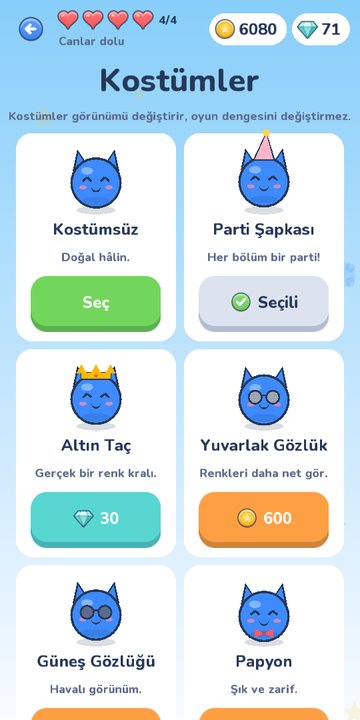 4/4
6080
71
Canlar dolu
Kostümler
Kostümler görünümü değiştirir, oyun dengesini değiştirmez.
Kostümsüz
Parti Şapkası
Doğal hâlin.
Her bölüm bir parti!
Seç
Seçili
Altın Taç
Yuvarlak Gözlük
Gerçek bir renk kralı.
Renkleri daha net gör.
30
600
Güneş Gözlüğü
Papyon
Havalı görünüm.
Şık ve zarif.